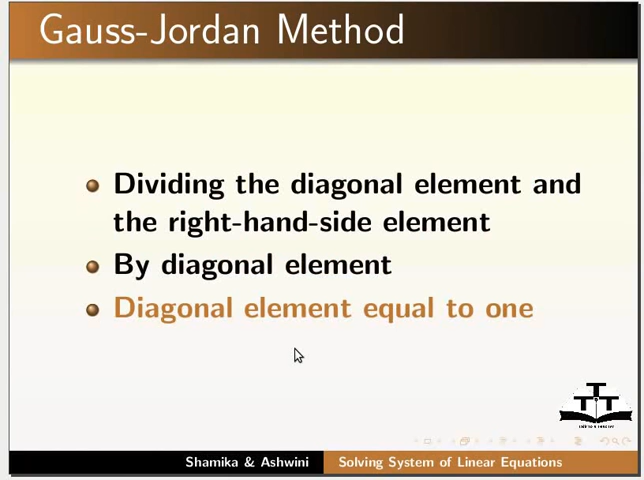 Gauss-Jordan Method
Dividing the diagonal element and
the right-hand-side element
By diagonal element
Diagonal element equal to one
Shamika & Ashwini
Solving System of Linear Equations